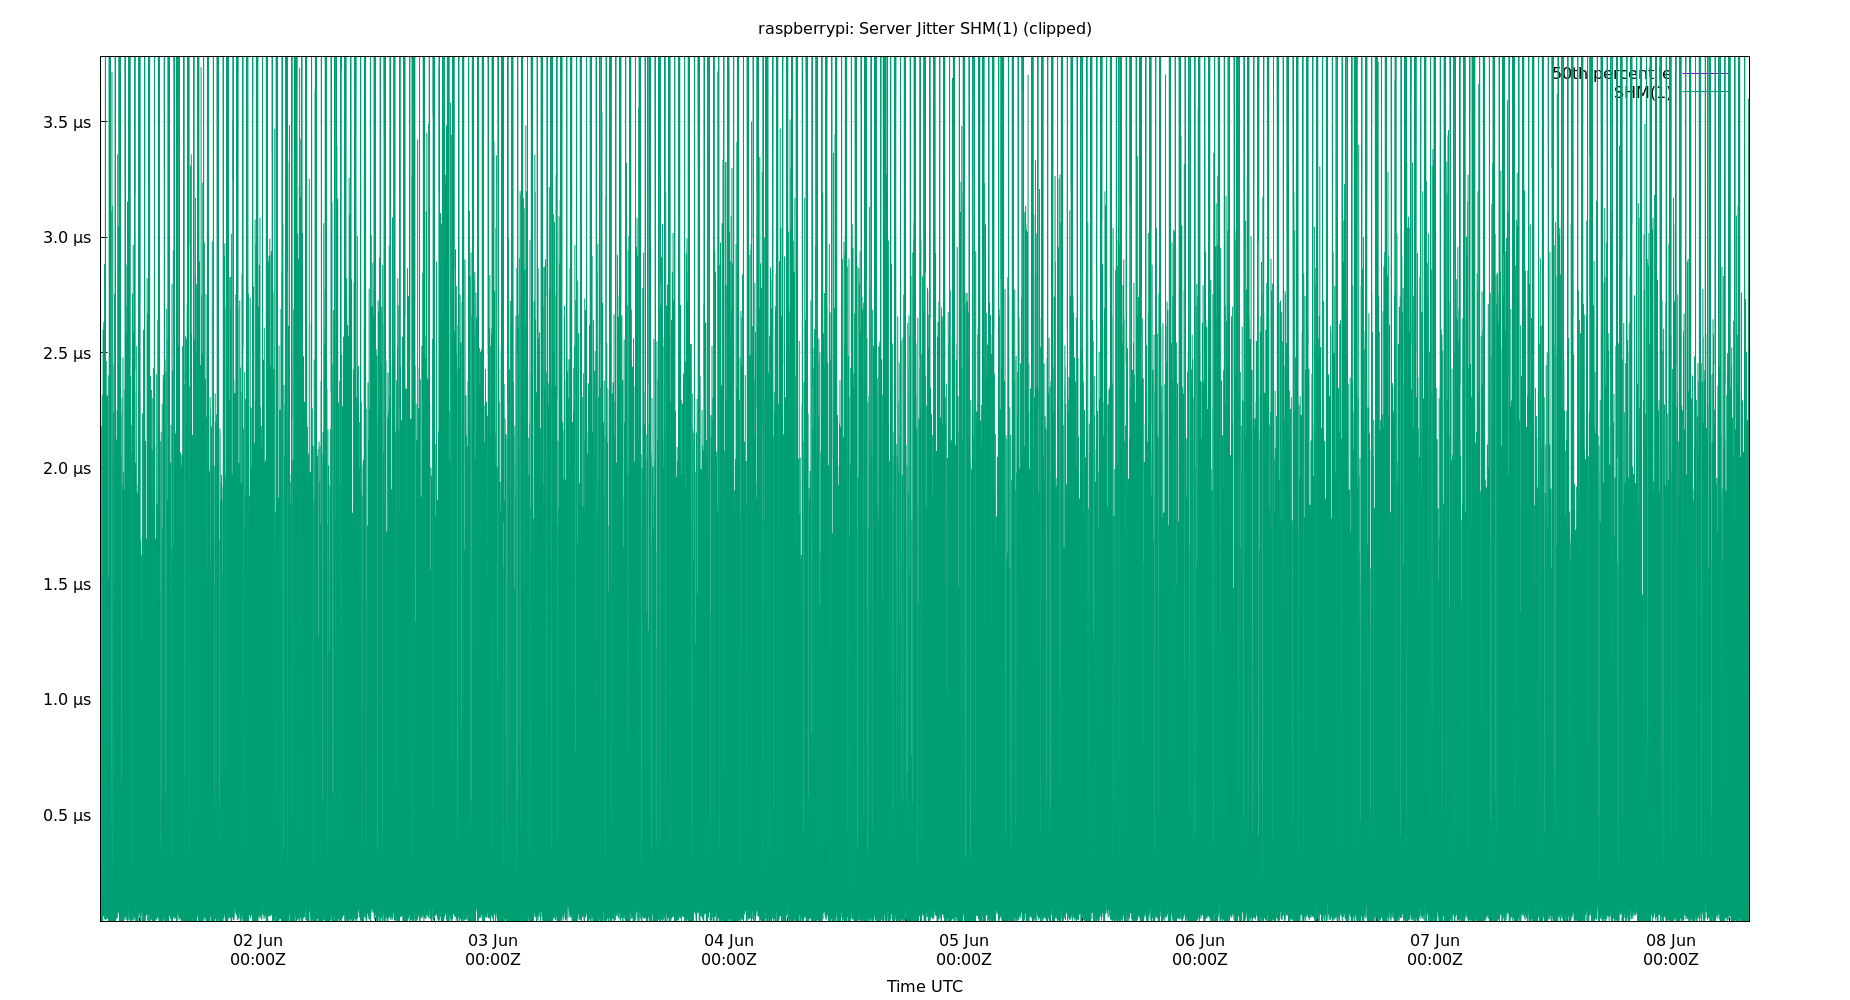 raspberrypi: Server Jitter SHM(1) (clipped)
50th percentile
SHM(1)
3.5 µs
3.0 µs
2.5 µs
2.0 µs
1.5 µs
1.0 µs
0.5 µs
02 Jun 03 Jun 04 Jun 05 Jun 06 Jun 07 Jun 08 Jun
00:00Z 00:00Z 00:00Z 00:00Z 00:00Z 00:00Z 00:00Z
Time UTC